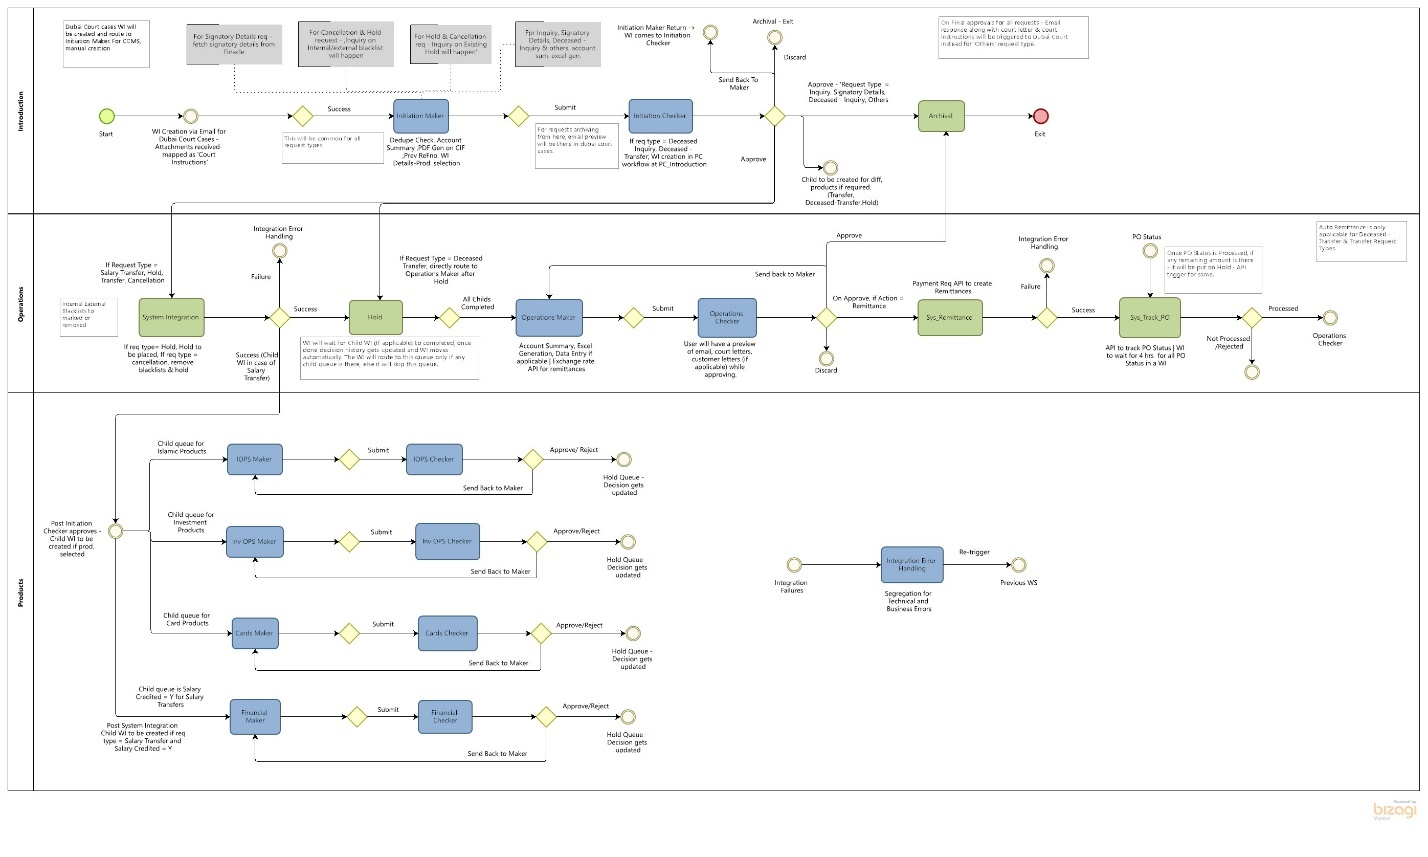 Introduction
Dubai Court cases WI will
be created and route to
Initiation Maker. For CCMS,
manual creation
For Signatory Details req -
fetch signatory details from
Finacle.
For Cancellation & Hold
request - ,Inquiry on
Internal/external blacklist
will happen
For Hold & Cancellation
req - Inquiry on Existing
Hold will happen'
For Inquiry, Signatory
Details, Deceased -
Inquiry & others, account
sum. excel gen.
Initiation Maker Return ->
WI comes to Initiation
Checker
Archival - Exit
Discard
Send Back To
Maker
On Final approvals for all requests - Email
response along with court letter & court
instructions will be triggered to Dubai Court
instead for 'Others' request type.
Start
WI Creation via Email for
Dubai Court Cases -
Attachments received-
mapped as 'Court
Instructions'
Success
This will be common for all
request types
Initiation Maker
Dedupe Check, Account
Summary ,PDF Gen on CIF
,Prov RefNo. WI
Details-Prod. selection
Submit
For requests archiving
from here, email preview
will be there in dubai court
cases.
Initiation Checker
If req type = Deceased
Inquiry, Deceased -
Transfer; WI creation in PC
workflow at PC_Introduction
Approve
Approve - 'Request Type =
Inquiry, Signatory Details,
Deceased - Inquiry, Others
Child to be created for diff,
products if required.
(Transfer,
Deceased-Transfer,Hold)
Archival
Exit
Operations
If Request Type =
Salary Transfer, Hold,
Transfer, Cancellation
Internal External
Blacklists to
marked or
removed
System Integration
If req type= Hold, Hold to
be placed, If req type =
cancellation, remove
blacklists & hold
Integration Error
Handling
Failure
Success
Success (Child
WI in case of
Salary
Transfer)
Hold
WI will wait for Child WI (if applicable) to completed, once
done decision history gets updated and WI moves
automatically. The WI will route to this queue only if any
child queue is there, else it will skip this queue.
If Request Type = Deceased
Transfer, directly route to
Operations Maker after
Hold
All Childs
Completed
Operations Maker
Account Summary, Excel
Generation, Data Entry if
applicable | Exchange rate
API for remittances
Submit
Operations
Checker
User will have a preview
of email, court letters,
customer letters (if
applicable) while
approving.
Send back to Maker
Approve
On Approve, if Action =
Remittance
Discard
Payment Req API to create
Remittances
Sys_Remittance
Integration Error
Handling
Failure
Success
PO Status
Once PO Status is Processed, if
any remaining amount is there
- it will be put on Hold - API
trigger for same.
Sys_Track_PO
API to track PO Status | WI
to wait for 4 hrs for all PO
Status in a WI
Processed
Not Processed
/Rejected
Operations
Checker
Auto Remittance is only
applicable for Deceased -
Transfer & Transfer Request
Types
Products
Post Initiation
Checker approves -
Child WI to be
created if prod.
selected
Child queue for
Islamic Products
IOPS Maker
Submit
IOPS Checker
Approve/ Reject
Send Back to Maker
Hold Queue -
Decision gets
updated
Child queue for
Investment
Products
Inv OPS Maker
Submit
Inv OPS Checker
Approve/Reject
Send Back to Maker
Hold Queue
Decision gets
updated
Child queue for
Card Products
Cards Maker
Submit
Cards Checker
Approve/Reject
Send Back to Maker
Hold Queue -
Decision gets
updated
Child queue is Salary
Credited = Y for Salary
Transfers
Post System Integration
Child WI to be created if req
type = Salary Transfer and
Salary Credited = Y
Financial
Maker
Submit
Financial
Checker
Approve/Reject
Send Back to Maker
Hold Queue
Decision gets
updated
Integration
Failures
Integration Error
Handling
Segregation for
Technical and
Business Errors
Re-trigger
Previous WS
Powered by
bizagi
Modeler